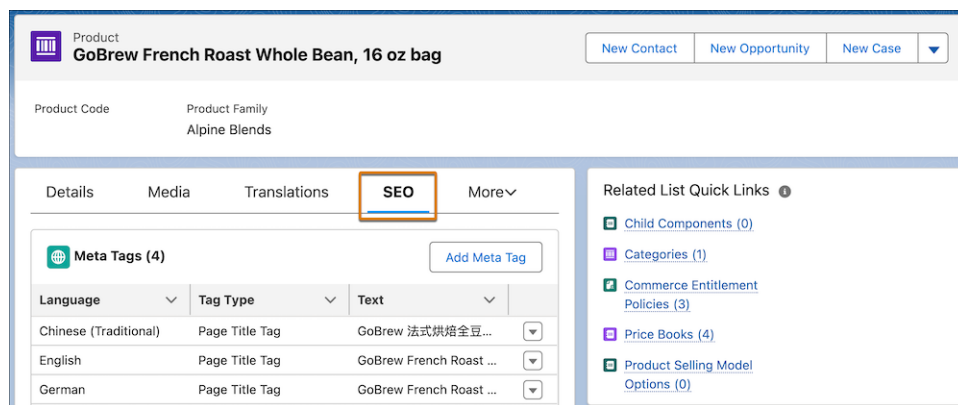 Product
GoBrew French Roast Whole Bean, 16 oz bag
New Contact
New Opportunity
New Case
Product Code
Product Family
Alpine Blends
Details
Media
Translations
SEO
More
Meta Tags (4)
Add Meta Tag
Language
Tag Type
Text
Chinese (Traditional)
Page Title Tag
GoBrew 法式烘焙全豆...
English
Page Title Tag
GoBrew French Roast ...
German
Page Title Tag
GoBrew French Roast ...
Related List Quick Links
Child Components (0)
Categories (1)
Commerce Entitlement
Policies (3)
Price Books (4)
Product Selling Model
Options (0)